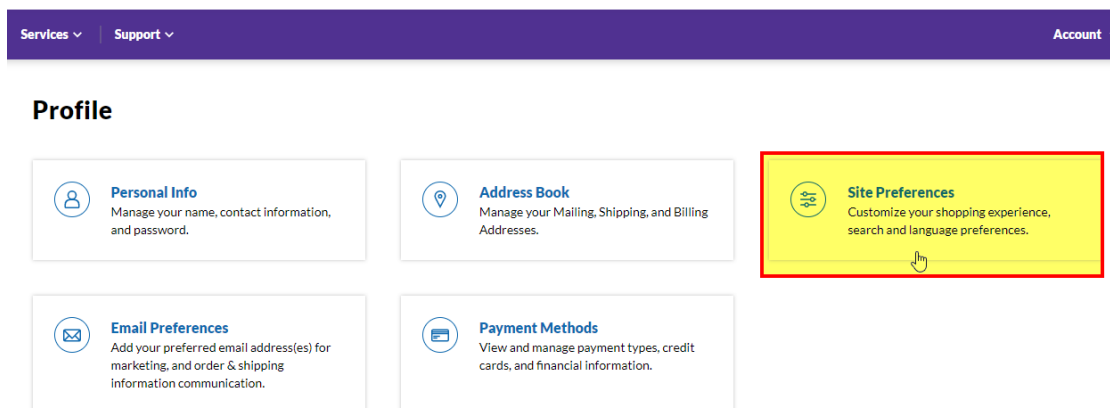 Services Support Account
Profile
Personal Info
Manage your name, contact information,
and password.
Address Book
Manage your Mailing, Shipping, and Billing
Addresses.
Site Preferences
Customize your shopping experience,
search and language preferences.
Email Preferences
Add your preferred email address(es) for
marketing, and order & shipping
information communication.
Payment Methods
View and manage payment types, credit
cards, and financial information.